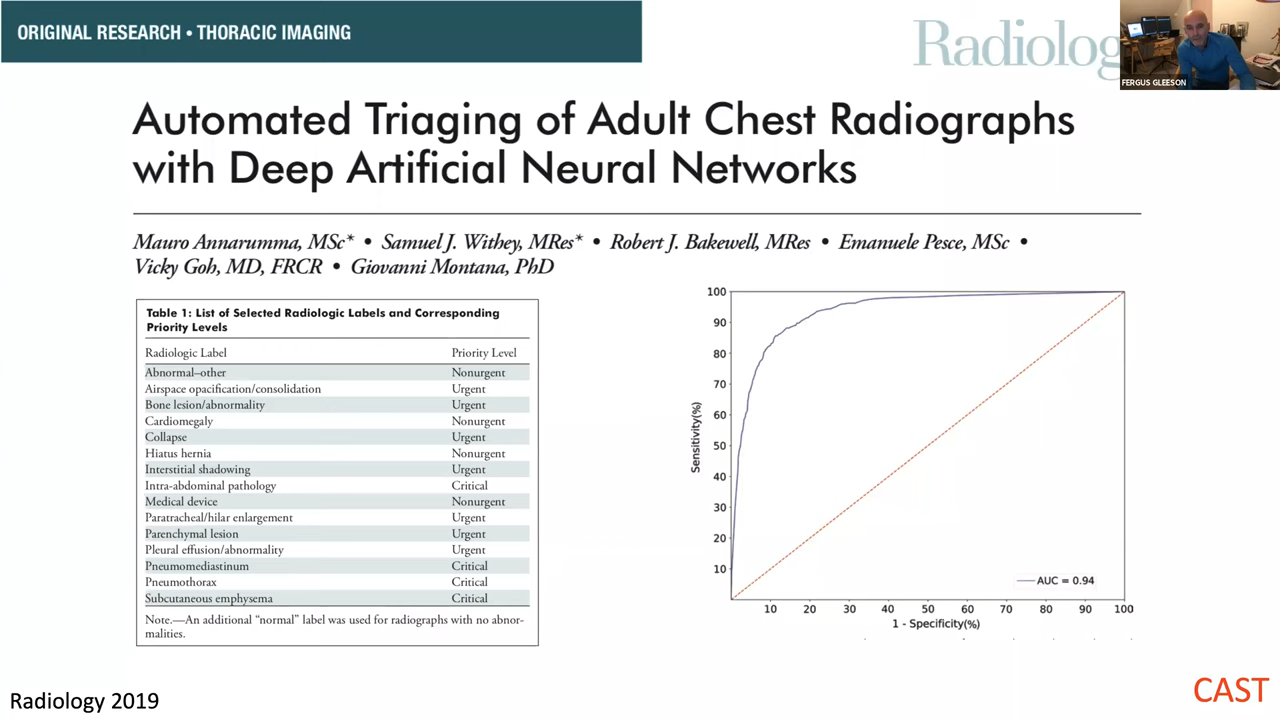 ORIGINAL RESEARCH • THORACIC IMAGING
FERGUS GLEESON
Automated Triaging of Adult Chest Radiographs
with Deep Artificial Neural Networks
Mauro Annarumma, MSc* • Samuel J. Withey, MRes* • Robert J. Bakewell, MRes • Emanuele Pesce, MSc •
Vicky Goh, MD, FRCR • Giovanni Montana, PhD
Table 1: List of Selected Radiologic Labels and Corresponding
Priority Levels
Radiologic Label Priority Level
Abnormal–other Nonurgent
Airspace opacification/consolidation Urgent
Bone lesion/abnormality Urgent
Cardiomegaly Nonurgent
Collapse Urgent
Hiatus hernia Nonurgent
Interstitial shadowing Urgent
Intra-abdominal pathology Critical
Medical device Nonurgent
Paratracheal/hilar enlargement Urgent
Parenchymal lesion Urgent
Pleural effusion/abnormality Urgent
Pneumomediastinum Critical
Pneumothorax Critical
Subcutaneous emphysema Critical
Note.—An additional “normal” label was used for radiographs with no abnor-
malities.
100
90
80
70
60
50
40
30
20
10
Sensitivity(%)
AUC = 0.94
10 20 30 40 50 60 70 80 90 100
1 - Specificity(%)
Radiology 2019
CAST